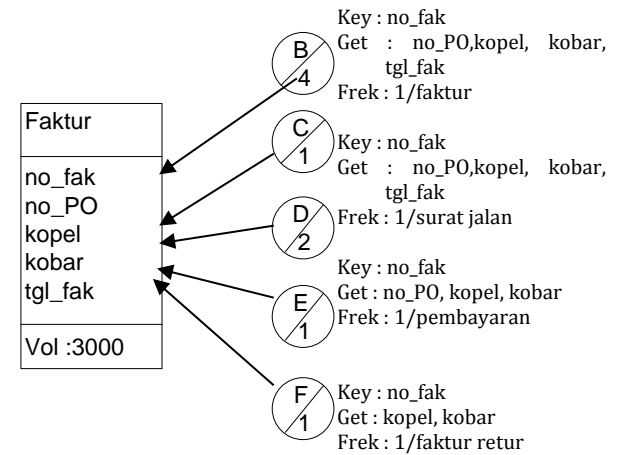 Faktur
no_fak
no_PO
kopel
kobar
tgl_fak
Vol :3000
B
4
Key : no_fak
Get : no_PO,kopel, kobar,
tgl_fak
Frek : 1/faktur
C
1
Key : no_fak
Get : no_PO,kopel, kobar,
tgl_fak
Frek : 1/surat jalan
D
2
Key : no_fak
Get : no_PO, kopel, kobar
Frek : 1/pembayaran
E
1
Key : no_fak
Get : kopel, kobar
Frek : 1/faktur retur
F
1